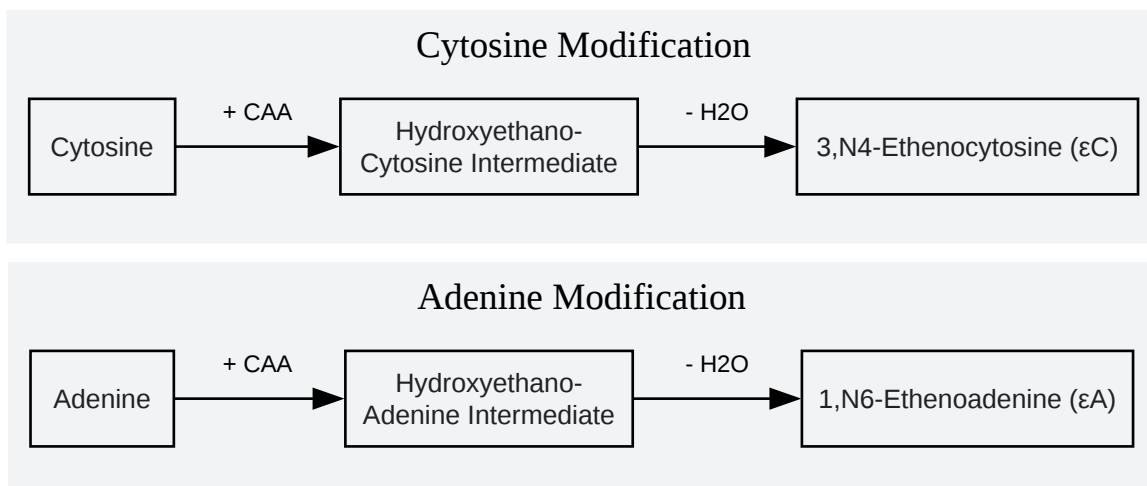 Cytosine Modification
+ CAA
- H2O
Cytosine
Hydroxyethano-
Cytosine Intermediate
3,N4-Ethenocytosine (εC)
Adenine Modification
+ CAA
- H2O
Adenine
Hydroxyethano-
Adenine Intermediate
1,N6-Ethenoadenine (εA)